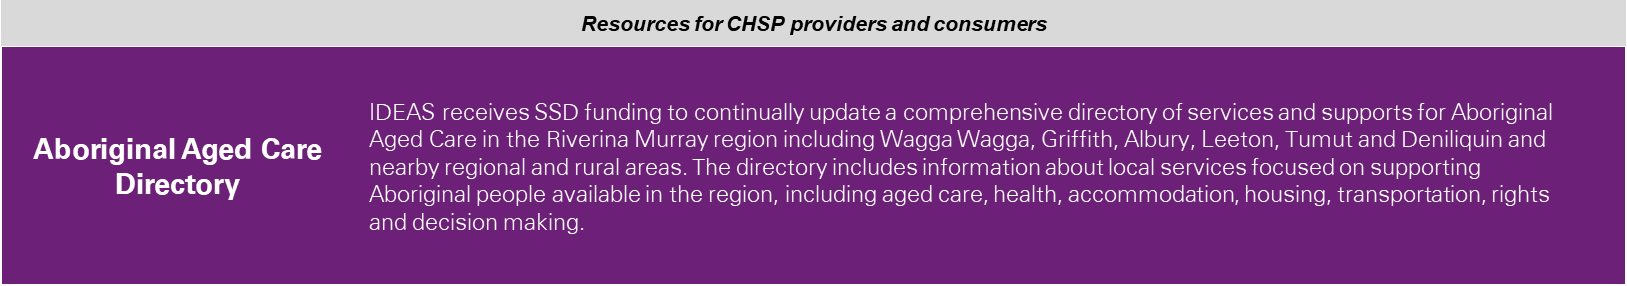 Resources for CHSP providers and consumers
Aboriginal Aged Care
Directory
IDEAS receives SSD funding to continually update a comprehensive directory of services and supports for Aboriginal
Aged Care in the Riverina Murray region including Wagga Wagga, Griffith, Albury, Leeton, Tumut and Deniliquin and
nearby regional and rural areas. The directory includes information about local services focused on supporting
Aboriginal people available in the region, including aged care, health, accommodation, housing, transportation, rights
and decision making.